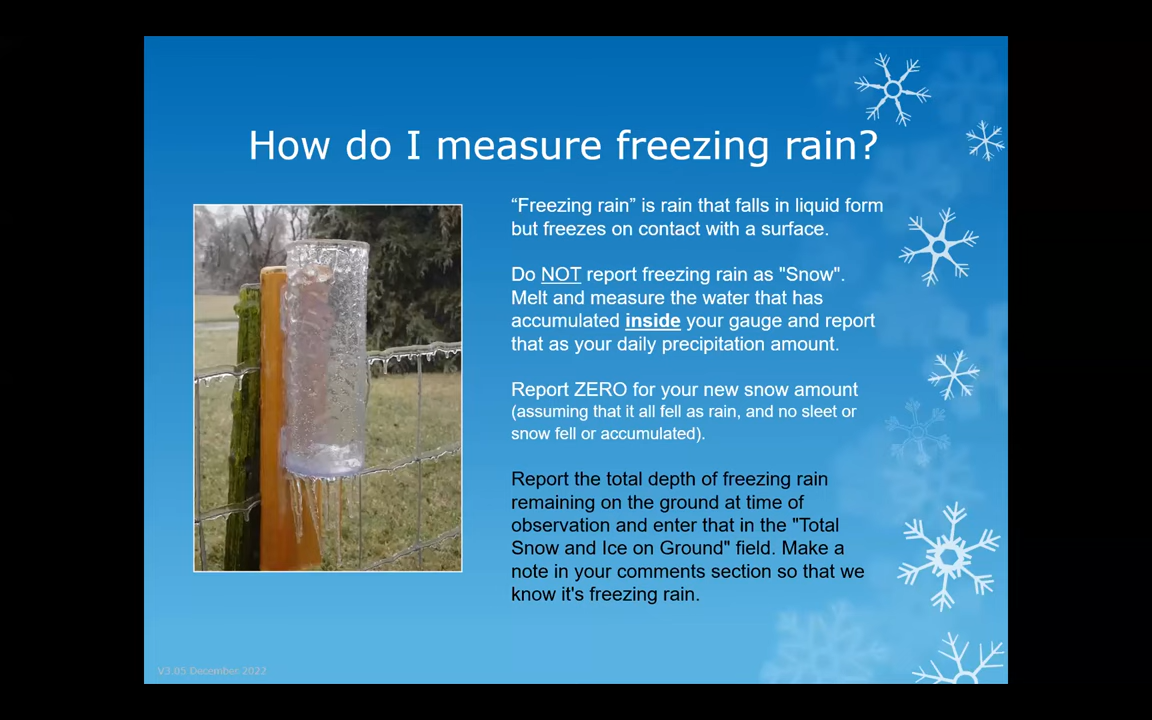 How do I measure freezing rain?
“Freezing rain” is rain that falls in liquid form
but freezes on contact with a surface.
Do NOT report freezing rain as "Snow".
Melt and measure the water that has
accumulated inside your gauge and report
that as your daily precipitation amount.
Report ZERO for your new snow amount
(assuming that it all fell as rain, and no sleet or
snow fell or accumulated).
Report the total depth of freezing rain
remaining on the ground at time of
observation and enter that in the "Total
Snow and Ice on Ground" field. Make a
note in your comments section so that we
know it's freezing rain.
V3.05 December 2022